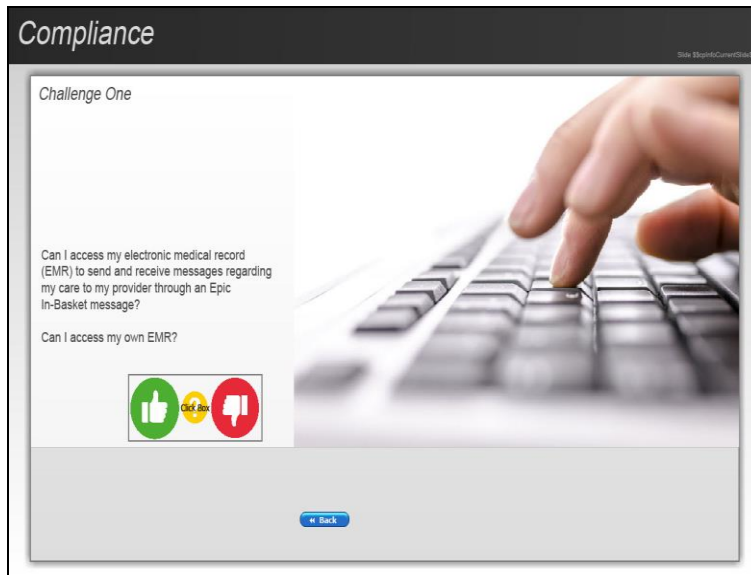 Compliance
Slide $$cpInfoCurrentSlide$
Challenge One
Can I access my electronic medical record
(EMR) to send and receive messages regarding
my care to my provider through an Epic
In-Basket message?
Can I access my own EMR?
Click Box
Back